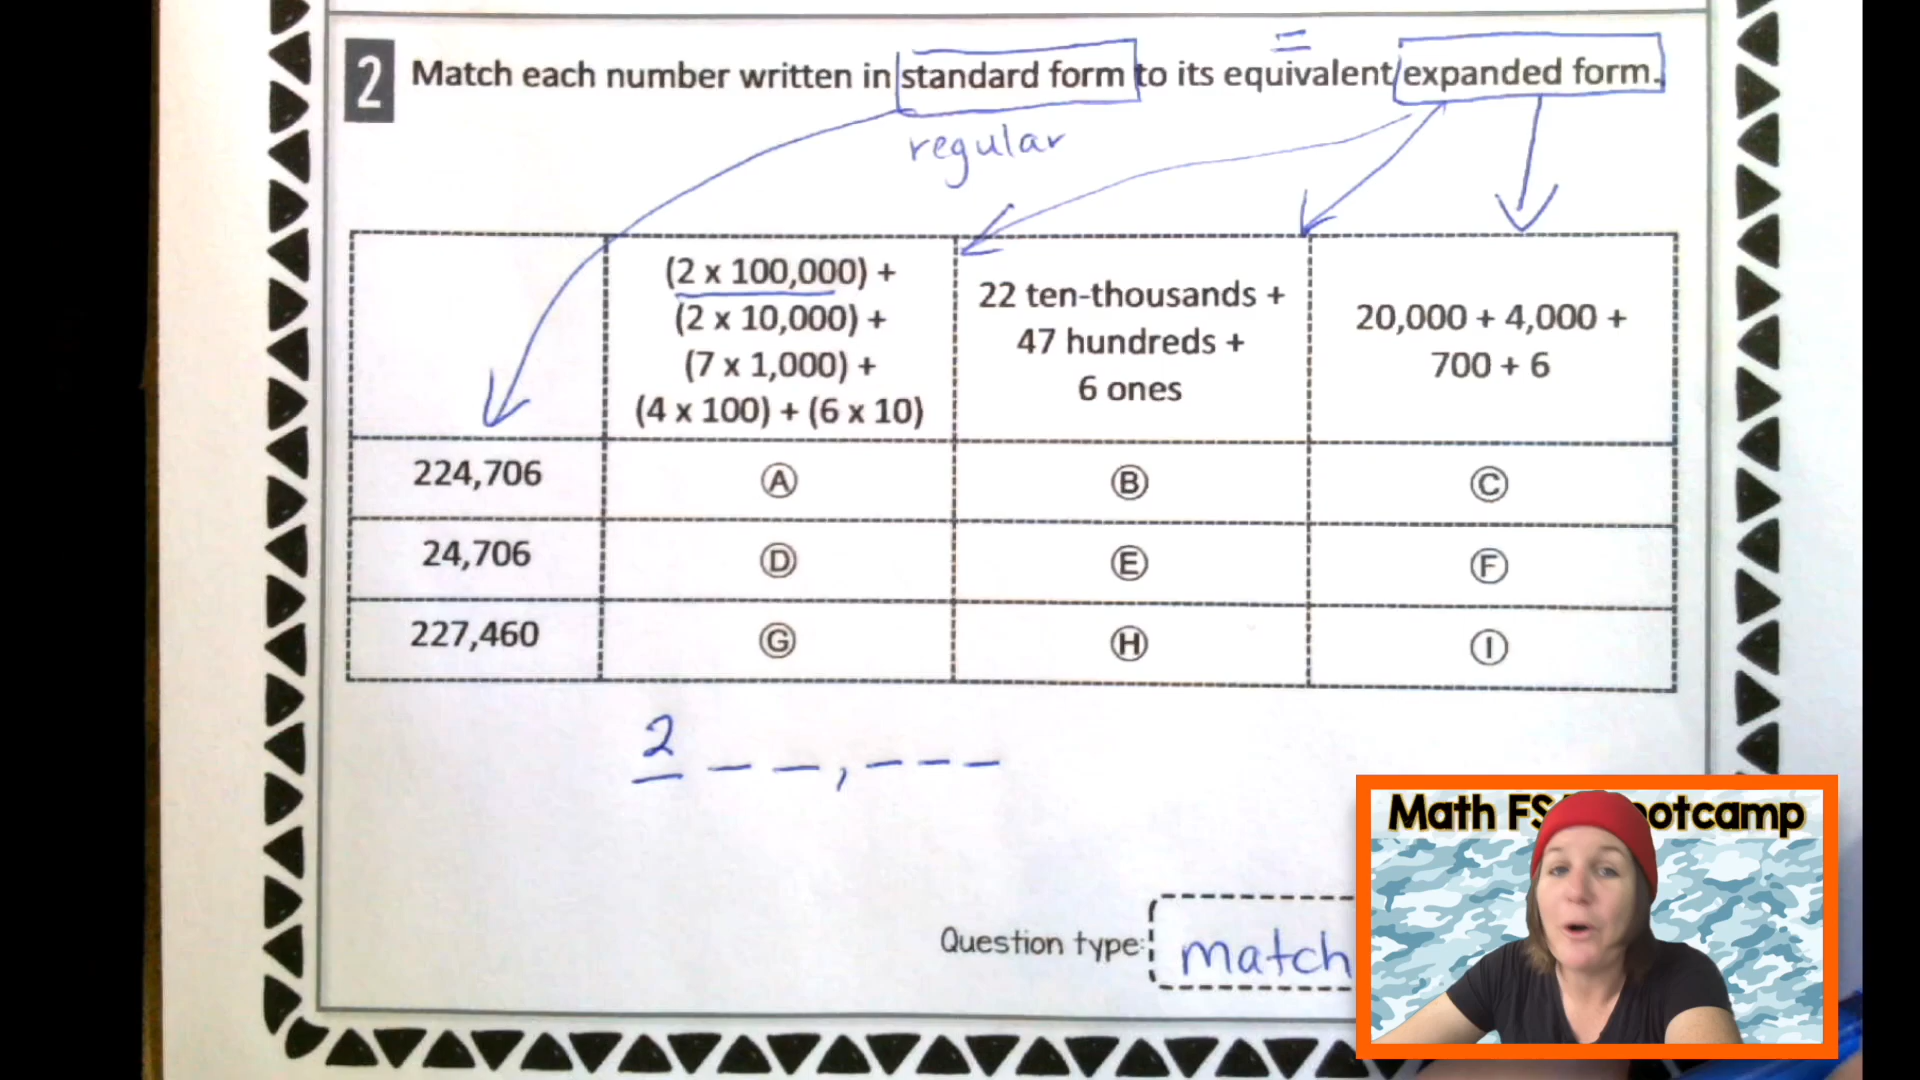 =
2 Match each number written in standard form to its equivalent expanded form.
regular
(2 x 100,000) +
(2 x 10,000) +
(7 x 1,000) +
(4 x 100) + (6 x 10)
22 ten-thousands +
47 hundreds +
6 ones
20,000 + 4,000 +
700 + 6
224,706 A B C
24,706 D E F
227,460 G H I
2 _ _ _ , _ _ _
Math FS
otcamp
Question type: match